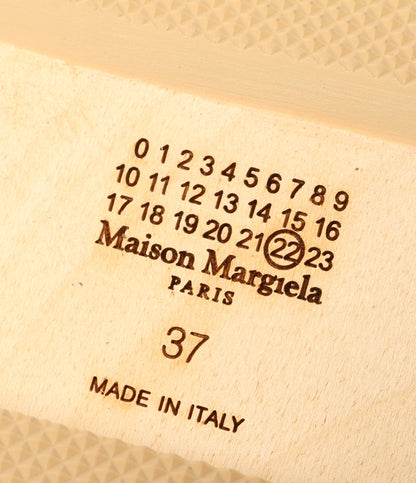 0 1 2 3 4 5 6 7 8 9
10 11 12 13 14 15 16
17 18 19 20 21 22 23
Maison Margiela
PARIS
37
MADE IN ITALY